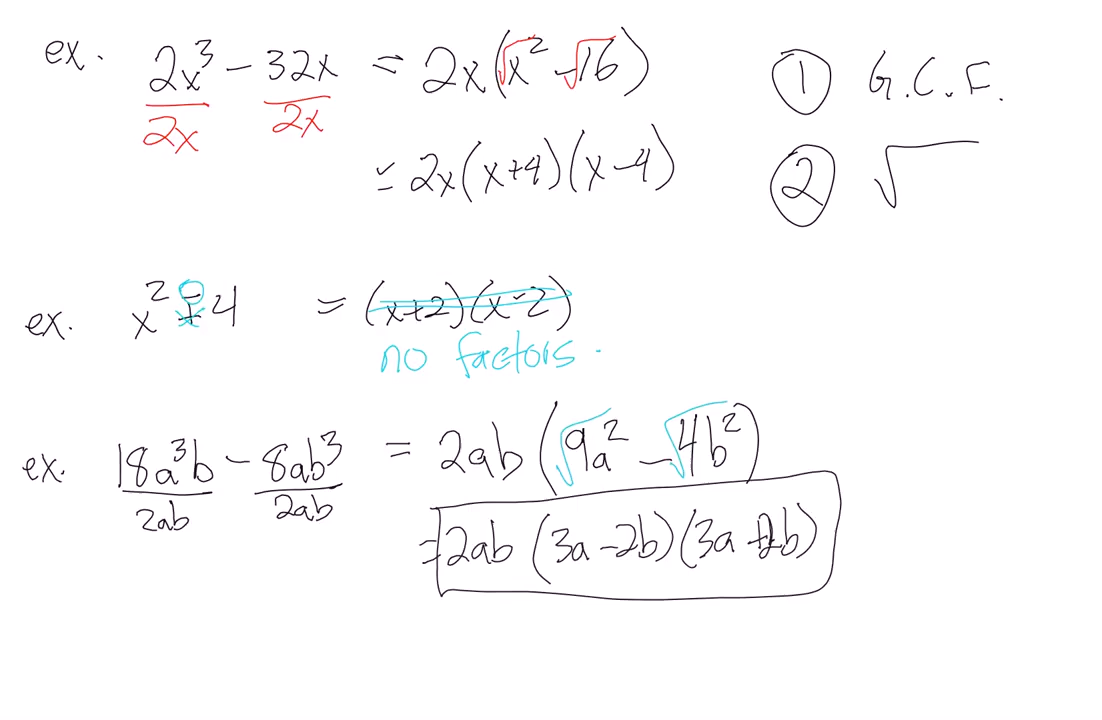 ex. 2x³ - 32x = 2x(√x² - √16) ① G.C.F.
2x 2x
= 2x(x+4)(x-4) ② √
ex. x² + 4 = (x+2)(x-2)
no factors.
ex. 18a³b - 8ab³ = 2ab(√9a² - √4b²)
2ab 2ab
= 2ab(3a-2b)(3a+2b)